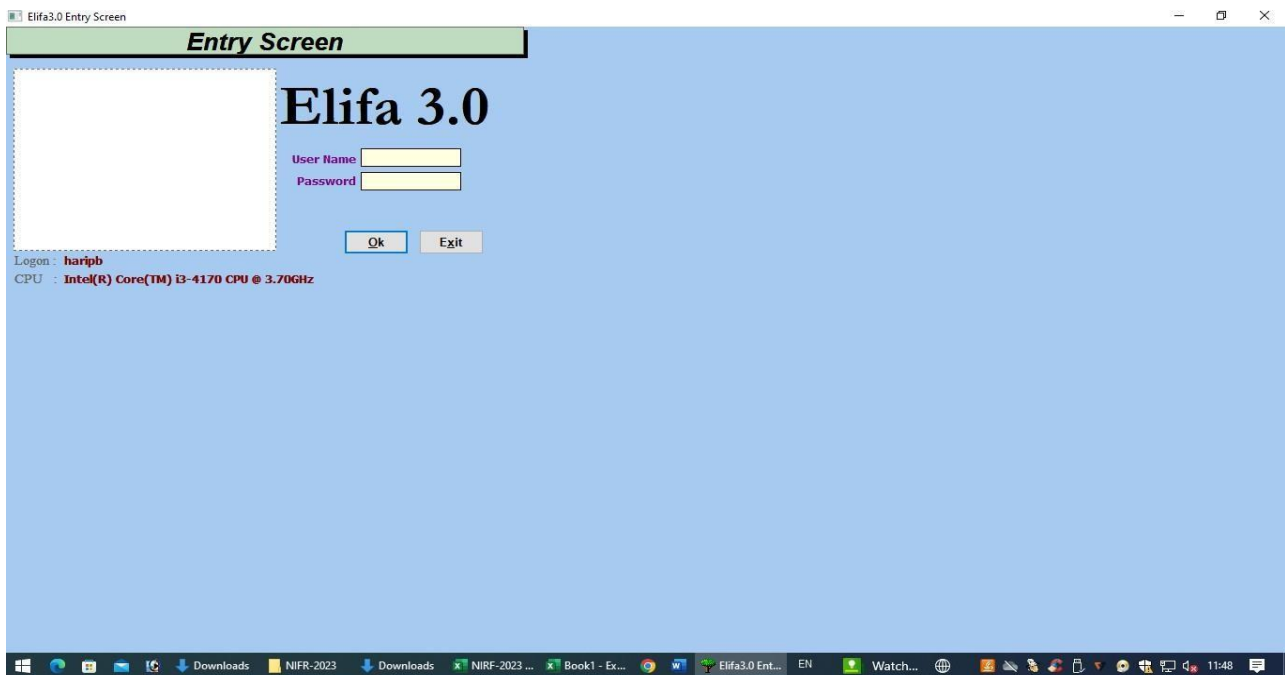 Elifa3.0 Entry Screen
Entry Screen
Elifa 3.0
User Name
Password
Ok Exit
Logon : haripb
CPU : Intel(R) Core(TM) i3-4170 CPU @ 3.70GHz
Downloads NIFR-2023 Downloads NIRF-2023 ... Book1 - Ex... Elifa3.0 Ent... EN Watch... 11:48